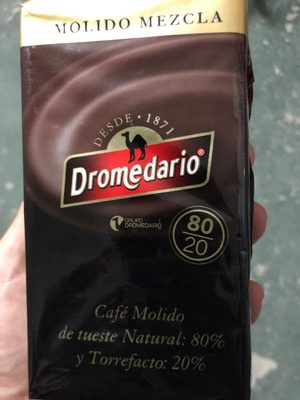 MOLIDO MEZCLA
DESDE • 1871
Dromedario®
GRUPO
DROMEDARIO
80
20
Café Molido
de tueste Natural: 80%
y Torrefacto: 20%